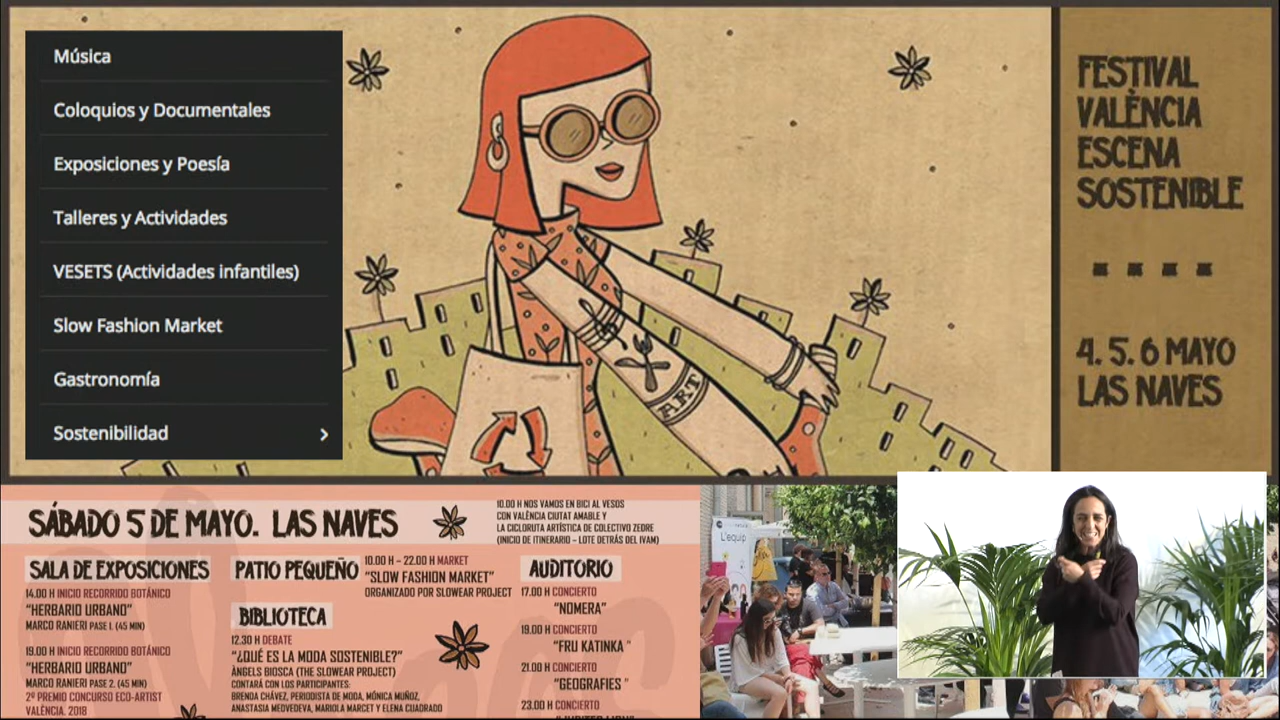 Música
Coloquios y Documentales
Exposiciones y Poesía
Talleres y Actividades
VESETS (Actividades infantiles)
Slow Fashion Market
Gastronomía
Sostenibilidad
ART
FESTIVAL
VALÈNCIA
ESCENA
SOSTENIBLE
4. 5. 6 MAYO
LAS NAVES
SÁBADO 5 DE MAYO. LAS NAVES
10.00 H NOS VAMOS EN BICI AL VESOS
CON VALÈNCIA CIUTAT AMABLE Y
LA CICLORUTA ARTÍSTICA DE COLECTIVO ZEDRE
(INICIO DE ITINERARIO – LOTE DETRÁS DEL IVAM)
SALA DE EXPOSICIONES
14.00 H INICIO RECORRIDO BOTÁNICO
"HERBARIO URBANO"
MARCO RANIERI PASE 1. (45 MIN)
19.00 H INICIO RECORRIDO BOTÁNICO
"HERBARIO URBANO"
MARCO RANIERI PASE 2. (45 MIN)
2º PREMIO CONCURSO ECO-ARTIST
VALÈNCIA. 2018
PATIO PEQUEÑO
10.00 H – 22.00 H MARKET
"SLOW FASHION MARKET"
ORGANIZADO POR SLOWEAR PROJECT
BIBLIOTECA
12.30 H DEBATE
"¿QUÉ ES LA MODA SOSTENIBLE?"
ÀNGELS BIOSCA (THE SLOWEAR PROJECT)
CONTARÁ CON LOS PARTICIPANTES:
BRENDA CHÁVEZ, PERIODISTA DE MODA, MÓNICA MUÑOZ,
ANASTASIA MEDVEDEVA, MARIOLA MARCET Y ELENA CUADRADO
AUDITORIO
17.00 H CONCIERTO
"NOMERA"
19.00 H CONCIERTO
"FRU KATINKA "
21.00 H CONCIERTO
"GEOGRAFIES "
23.00 H CONCIERTO
L'equip